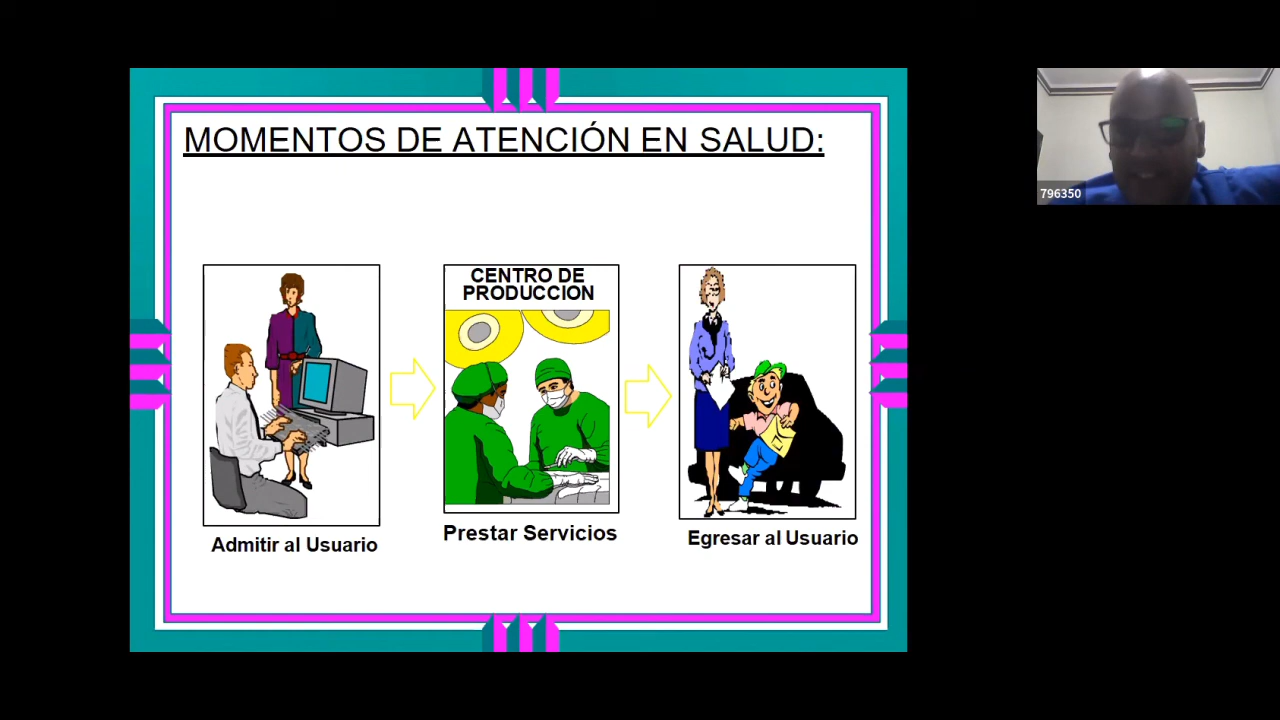 MOMENTOS DE ATENCIÓN EN SALUD:
CENTRO DE
PRODUCCION
Admitir al Usuario
Prestar Servicios
Egresar al Usuario
796350